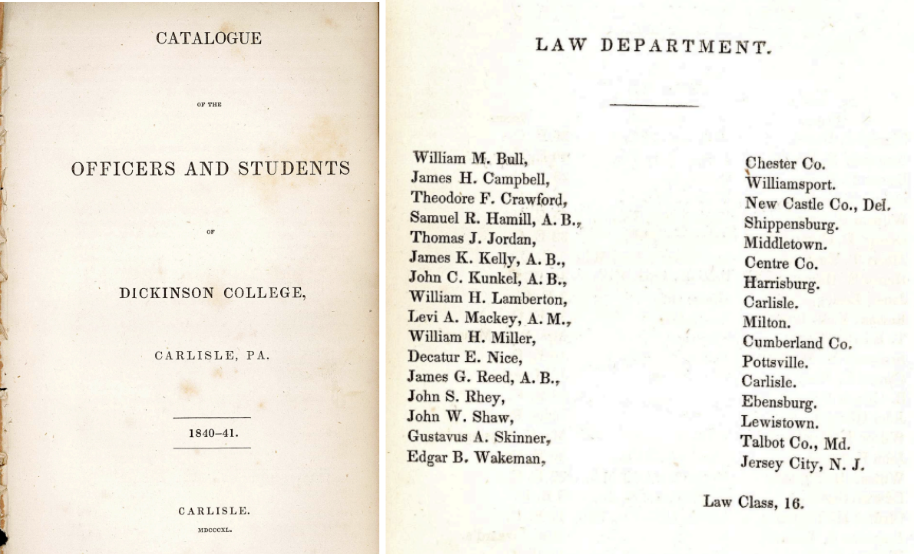 CATALOGUE
OF THE
OFFICERS AND STUDENTS
OF
DICKINSON COLLEGE,
CARLISLE, PA.
1840-41.
CARLISLE.
MDCCCXL.
LAW DEPARTMENT.
William M. Bull, Chester Co.
James H. Campbell, Williamsport.
Theodore F. Crawford, New Castle Co., Del.
Samuel R. Hamill, A. B., Shippensburg.
Thomas J. Jordan, Middletown.
James K. Kelly, A. B., Centre Co.
John C. Kunkel, A. B., Harrisburg.
William H. Lamberton, Carlisle.
Levi A. Mackey, A. M., Milton.
William H. Miller, Cumberland Co.
Decatur E. Nice, Pottsville.
James G. Reed, A. B., Carlisle.
John S. Rhey, Ebensburg.
John W. Shaw, Lewistown.
Gustavus A. Skinner, Talbot Co., Md.
Edgar B. Wakeman, Jersey City, N. J.
Law Class, 16.